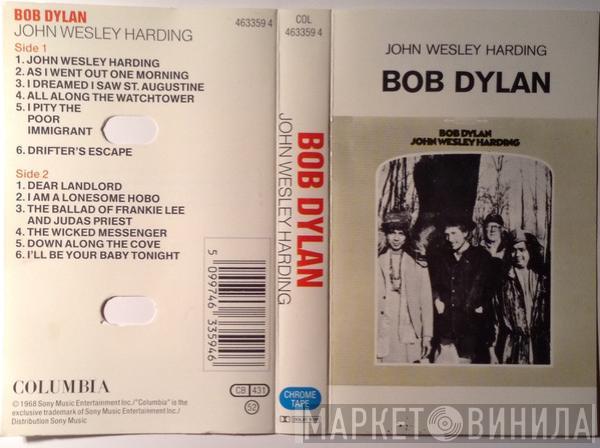 BOB DYLAN
JOHN WESLEY HARDING
463359 4
Side 1
1. JOHN WESLEY HARDING
2. AS I WENT OUT ONE MORNING
3. I DREAMED I SAW ST. AUGUSTINE
4. ALL ALONG THE WATCHTOWER
5. I PITY THE
POOR
IMMIGRANT
6. DRIFTER'S ESCAPE
Side 2
1. DEAR LANDLORD
2. I AM A LONESOME HOBO
3. THE BALLAD OF FRANKIE LEE
AND JUDAS PRIEST
4. THE WICKED MESSENGER
5. DOWN ALONG THE COVE
6. I'LL BE YOUR BABY TONIGHT
5 099746 335946
COLUMBIA
© 1968 Sony Music Entertainment Inc./"Columbia" is the
exclusive trademark of Sony Music Entertainment Inc./
Distribution Sony Music
CB 431
52
COL
463359 4
BOB DYLAN
JOHN WESLEY HARDING
CHROME
TAPE
DOLBY
JOHN WESLEY HARDING
BOB DYLAN
BOB DYLAN
JOHN WESLEY HARDING
МАРКЕТ ВИНИЛА